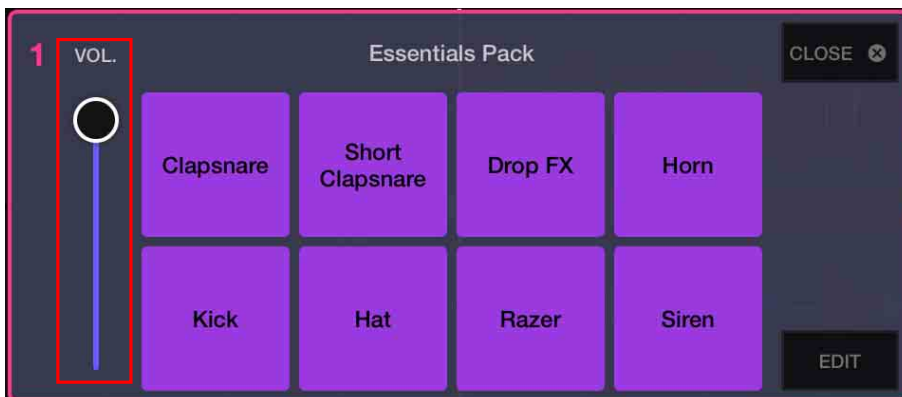 1 VOL. Essentials Pack CLOSE
Clapsnare
Short
Clapsnare
Drop FX
Horn
Kick
Hat
Razer
Siren
EDIT